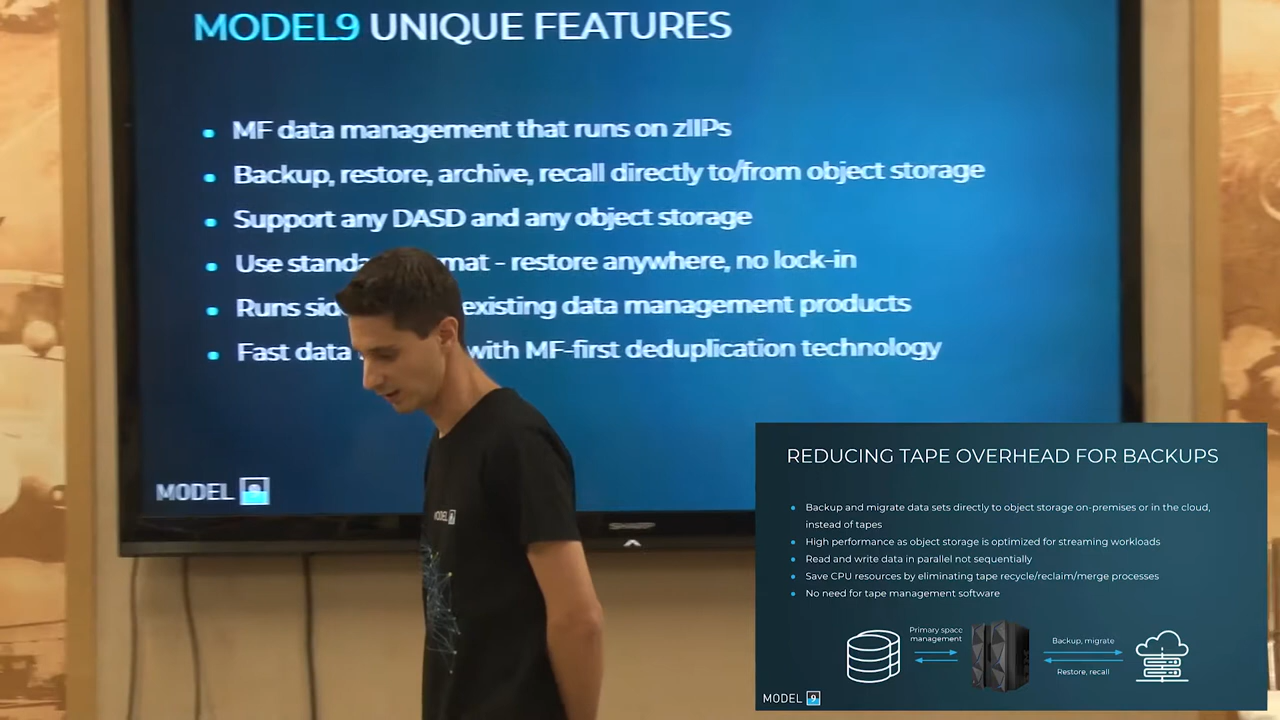 MODEL9 UNIQUE FEATURES
MF data management that runs on zIIPs
Backup, restore, archive, recall directly to/from object storage
Support any DASD and any object storage
Use standa mat - restore anywhere, no lock-in
Runs sid existing data management products
Fast data with MF-first deduplication technology
MODEL 9
MODEL 9
REDUCING TAPE OVERHEAD FOR BACKUPS
Backup and migrate data sets directly to object storage on-premises or in the cloud,
instead of tapes
High performance as object storage is optimized for streaming workloads
Read and write data in parallel not sequentially
Save CPU resources by eliminating tape recycle/reclaim/merge processes
No need for tape management software
Primary space
management
Backup, migrate
Restore, recall
MODEL 9